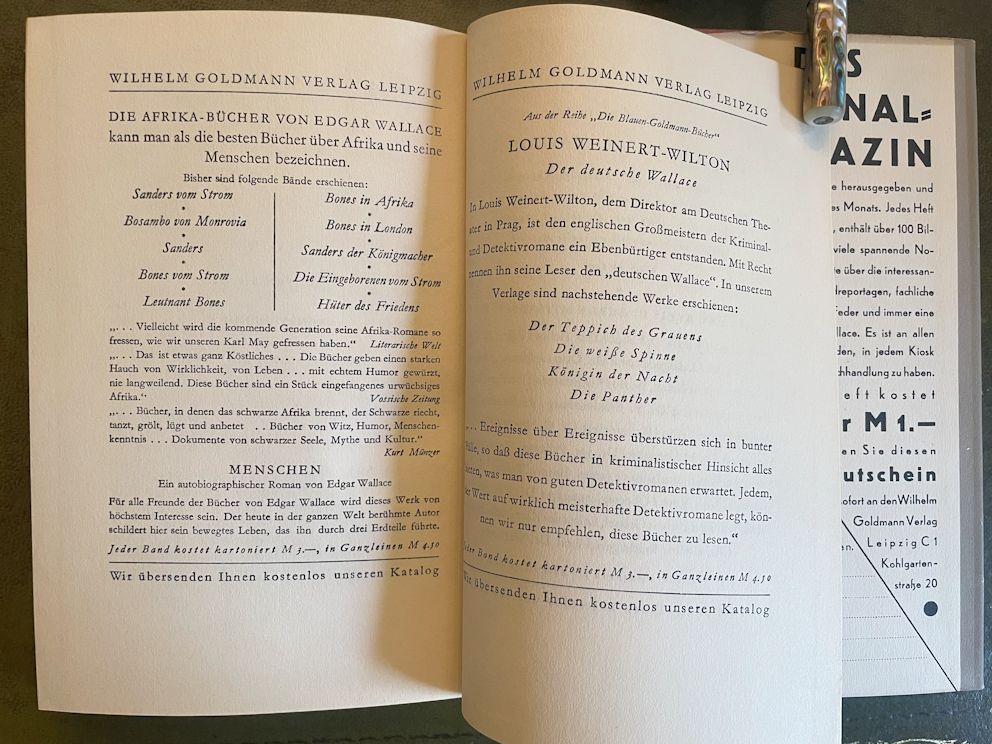 WILHELM GOLDMANN VERLAG LEIPZIG
DIE AFRIKA-BÜCHER VON EDGAR WALLACE
kann man als die besten Bücher über Afrika und seine
Menschen bezeichnen.
Bisher sind folgende Bände erschienen:
Sanders vom Strom
Bosambo von Monrovia
Sanders
Bones vom Strom
Leutnant Bones
Bones in Afrika
Bones in London
Sanders der Königmacher
Die Eingeborenen vom Strom
Hüter des Friedens
„. . . Vielleicht wird die kommende Generation seine Afrika-Romane so
fressen, wie wir unseren Karl May gefressen haben.“ Literarische Welt
„. . . Das ist etwas ganz Köstliches . . . Die Bücher geben einen starken
Hauch von Wirklichkeit, von Leben . . . mit echtem Humor gewürzt,
nie langweilend. Diese Bücher sind ein Stück eingefangenes urwüchsiges
Afrika.“ Vossische Zeitung
„. . . Bücher, in denen das schwarze Afrika brennt, der Schwarze riecht,
tanzt, grölt, lügt und anbetet . . Bücher von Witz, Humor, Menschen-
kenntnis . . . Dokumente von schwarzer Seele, Mythe und Kultur.“
Kurt Münzer
MENSCHEN
Ein autobiographischer Roman von Edgar Wallace
Für alle Freunde der Bücher von Edgar Wallace wird dieses Werk von
höchstem Interesse sein. Der heute in der ganzen Welt berühmte Autor
schildert hier sein bewegtes Leben, das ihn durch drei Erdteile führte.
Jeder Band kostet kartoniert M 3.—, in Ganzleinen M 4.50
Wir übersenden Ihnen kostenlos unseren Katalog
WILHELM GOLDMANN VERLAG LEIPZIG
Aus der Reihe „Die Blauen-Goldmann-Bücher“
LOUIS WEINERT-WILTON
Der deutsche Wallace
In Louis Weinert-Wilton, dem Direktor am Deutschen The-
ater in Prag, ist den englischen Großmeistern der Kriminal-
und Detektivromane ein Ebenbürtiger entstanden. Mit Recht
nennen ihn seine Leser den „deutschen Wallace“. In unserem
Verlage sind nachstehende Werke erschienen:
Der Teppich des Grauens
Die weiße Spinne
Königin der Nacht
Die Panther
. . Ereignisse über Ereignisse überstürzen sich in bunter
so daß diese Bücher in kriminalistischer Hinsicht alles
was man von guten Detektivromanen erwartet. Jedem,
der Wert auf wirklich meisterhafte Detektivromane legt, kön-
nen wir nur empfehlen, diese Bücher zu lesen.“
Jeder Band kostet kartoniert M 3.—, in Ganzleinen M 4.50
Wir übersenden Ihnen kostenlos unseren Katalog
NAL=
AZIN
e herausgegeben und
es Monats. Jedes Heft
, enthält über 100 Bil-
viele spannende No-
e über die interessan-
dreportagen, fachliche
ieder und immer eine
llace. Es ist an allen
den, in jedem Kiosk
chhandlung zu haben.
eft kostet
r M 1.—
en Sie diesen
utschein
ofort an den Wilhelm
Goldmann Verlag
en. Leipzig C 1
Kohlgarten-
straße 20